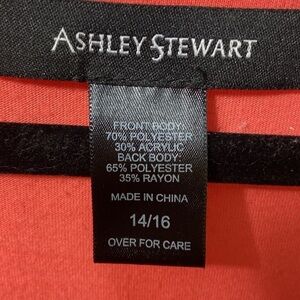 ASHLEY STEWART
FRONT BODY:
70% POLYESTER
30% ACRYLIC
BACK BODY:
65% POLYESTER
35% RAYON
MADE IN CHINA
14/16
OVER FOR CARE